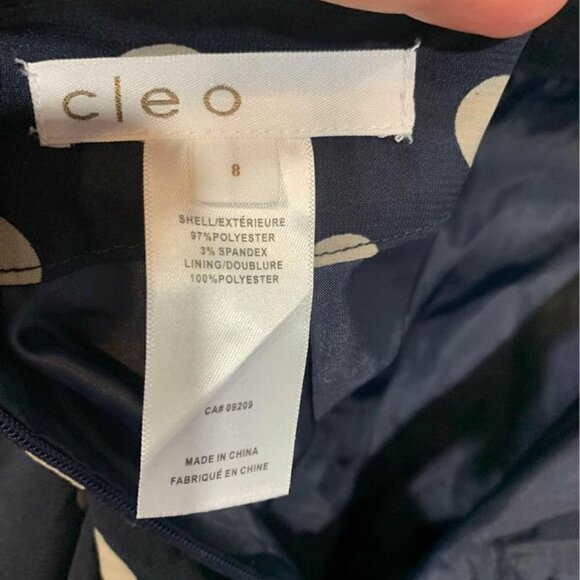 cleo
8
SHELL/EXTÉRIEURE
97%POLYESTER
3% SPANDEX
LINING/DOUBLURE
100%POLYESTER
CA# 09209
MADE IN CHINA
FABRIQUÉ EN CHINE